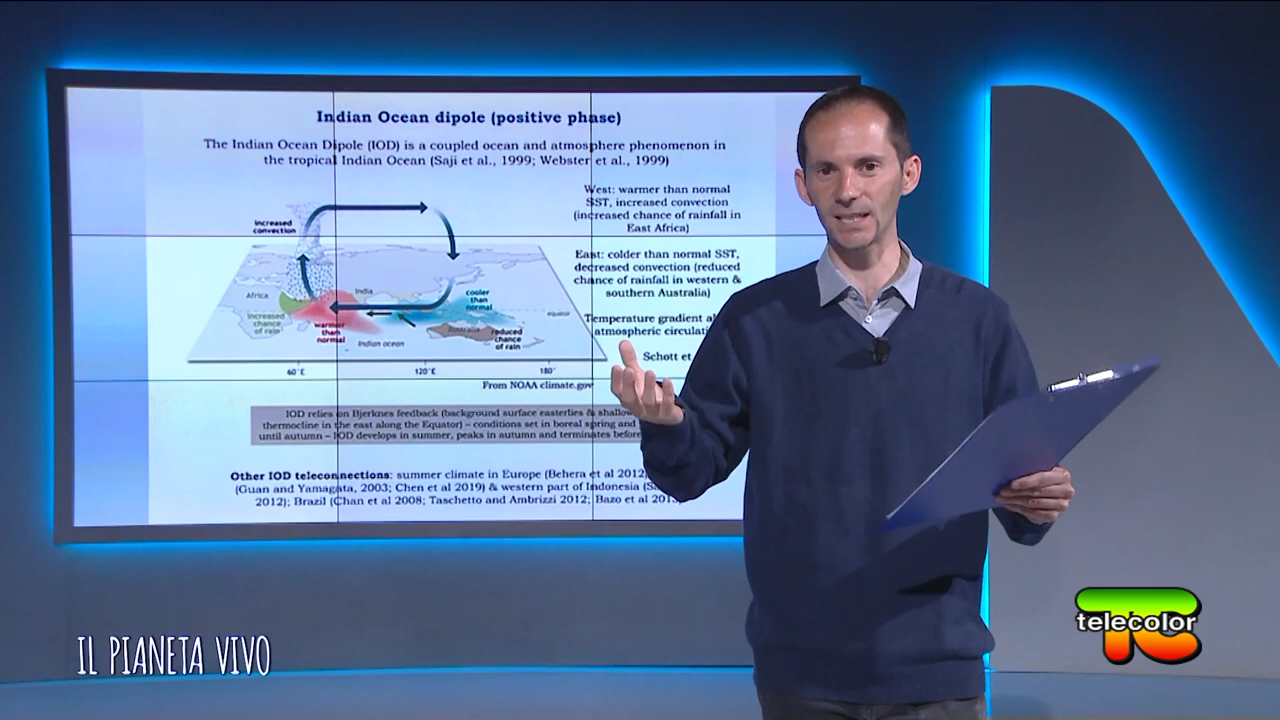 Indian Ocean dipole (positive phase)
The Indian Ocean Dipole (IOD) is a coupled ocean and atmosphere phenomenon in
the tropical Indian Ocean (Saji et al., 1999; Webster et al., 1999)
West: warmer than normal
SST, increased convection
(increased chance of rainfall in
East Africa)
increased
convection
East: colder than normal SST,
decreased convection (reduced
chance of rainfall in western &
southern Australia)
Africa
India
cooler
than
normal
increased
chance
of rain
equator
warmer
than
normal
Australia
reduced
chance
of rain
Indian ocean
Temperature gradient
atmospheric
Schott et
60°E
120°E
180°
From NOAA climate.gov
IOD relies on Bjerknes feedback (background surface easterlies &
thermocline in the east along the Equator) – conditions set in boreal spring and
until autumn – IOD develops in summer, peaks in autumn and terminates before
Other IOD teleconnections: summer climate in Europe (Behera et al 2012)
(Guan and Yamagata, 2003; Chen et al 2019) & western part of Indonesia
2012); Brazil (Chan et al 2008; Taschetto and Ambrizzi 2012; Bazo et al
IL PIANETA VIVO
TC
telecolor